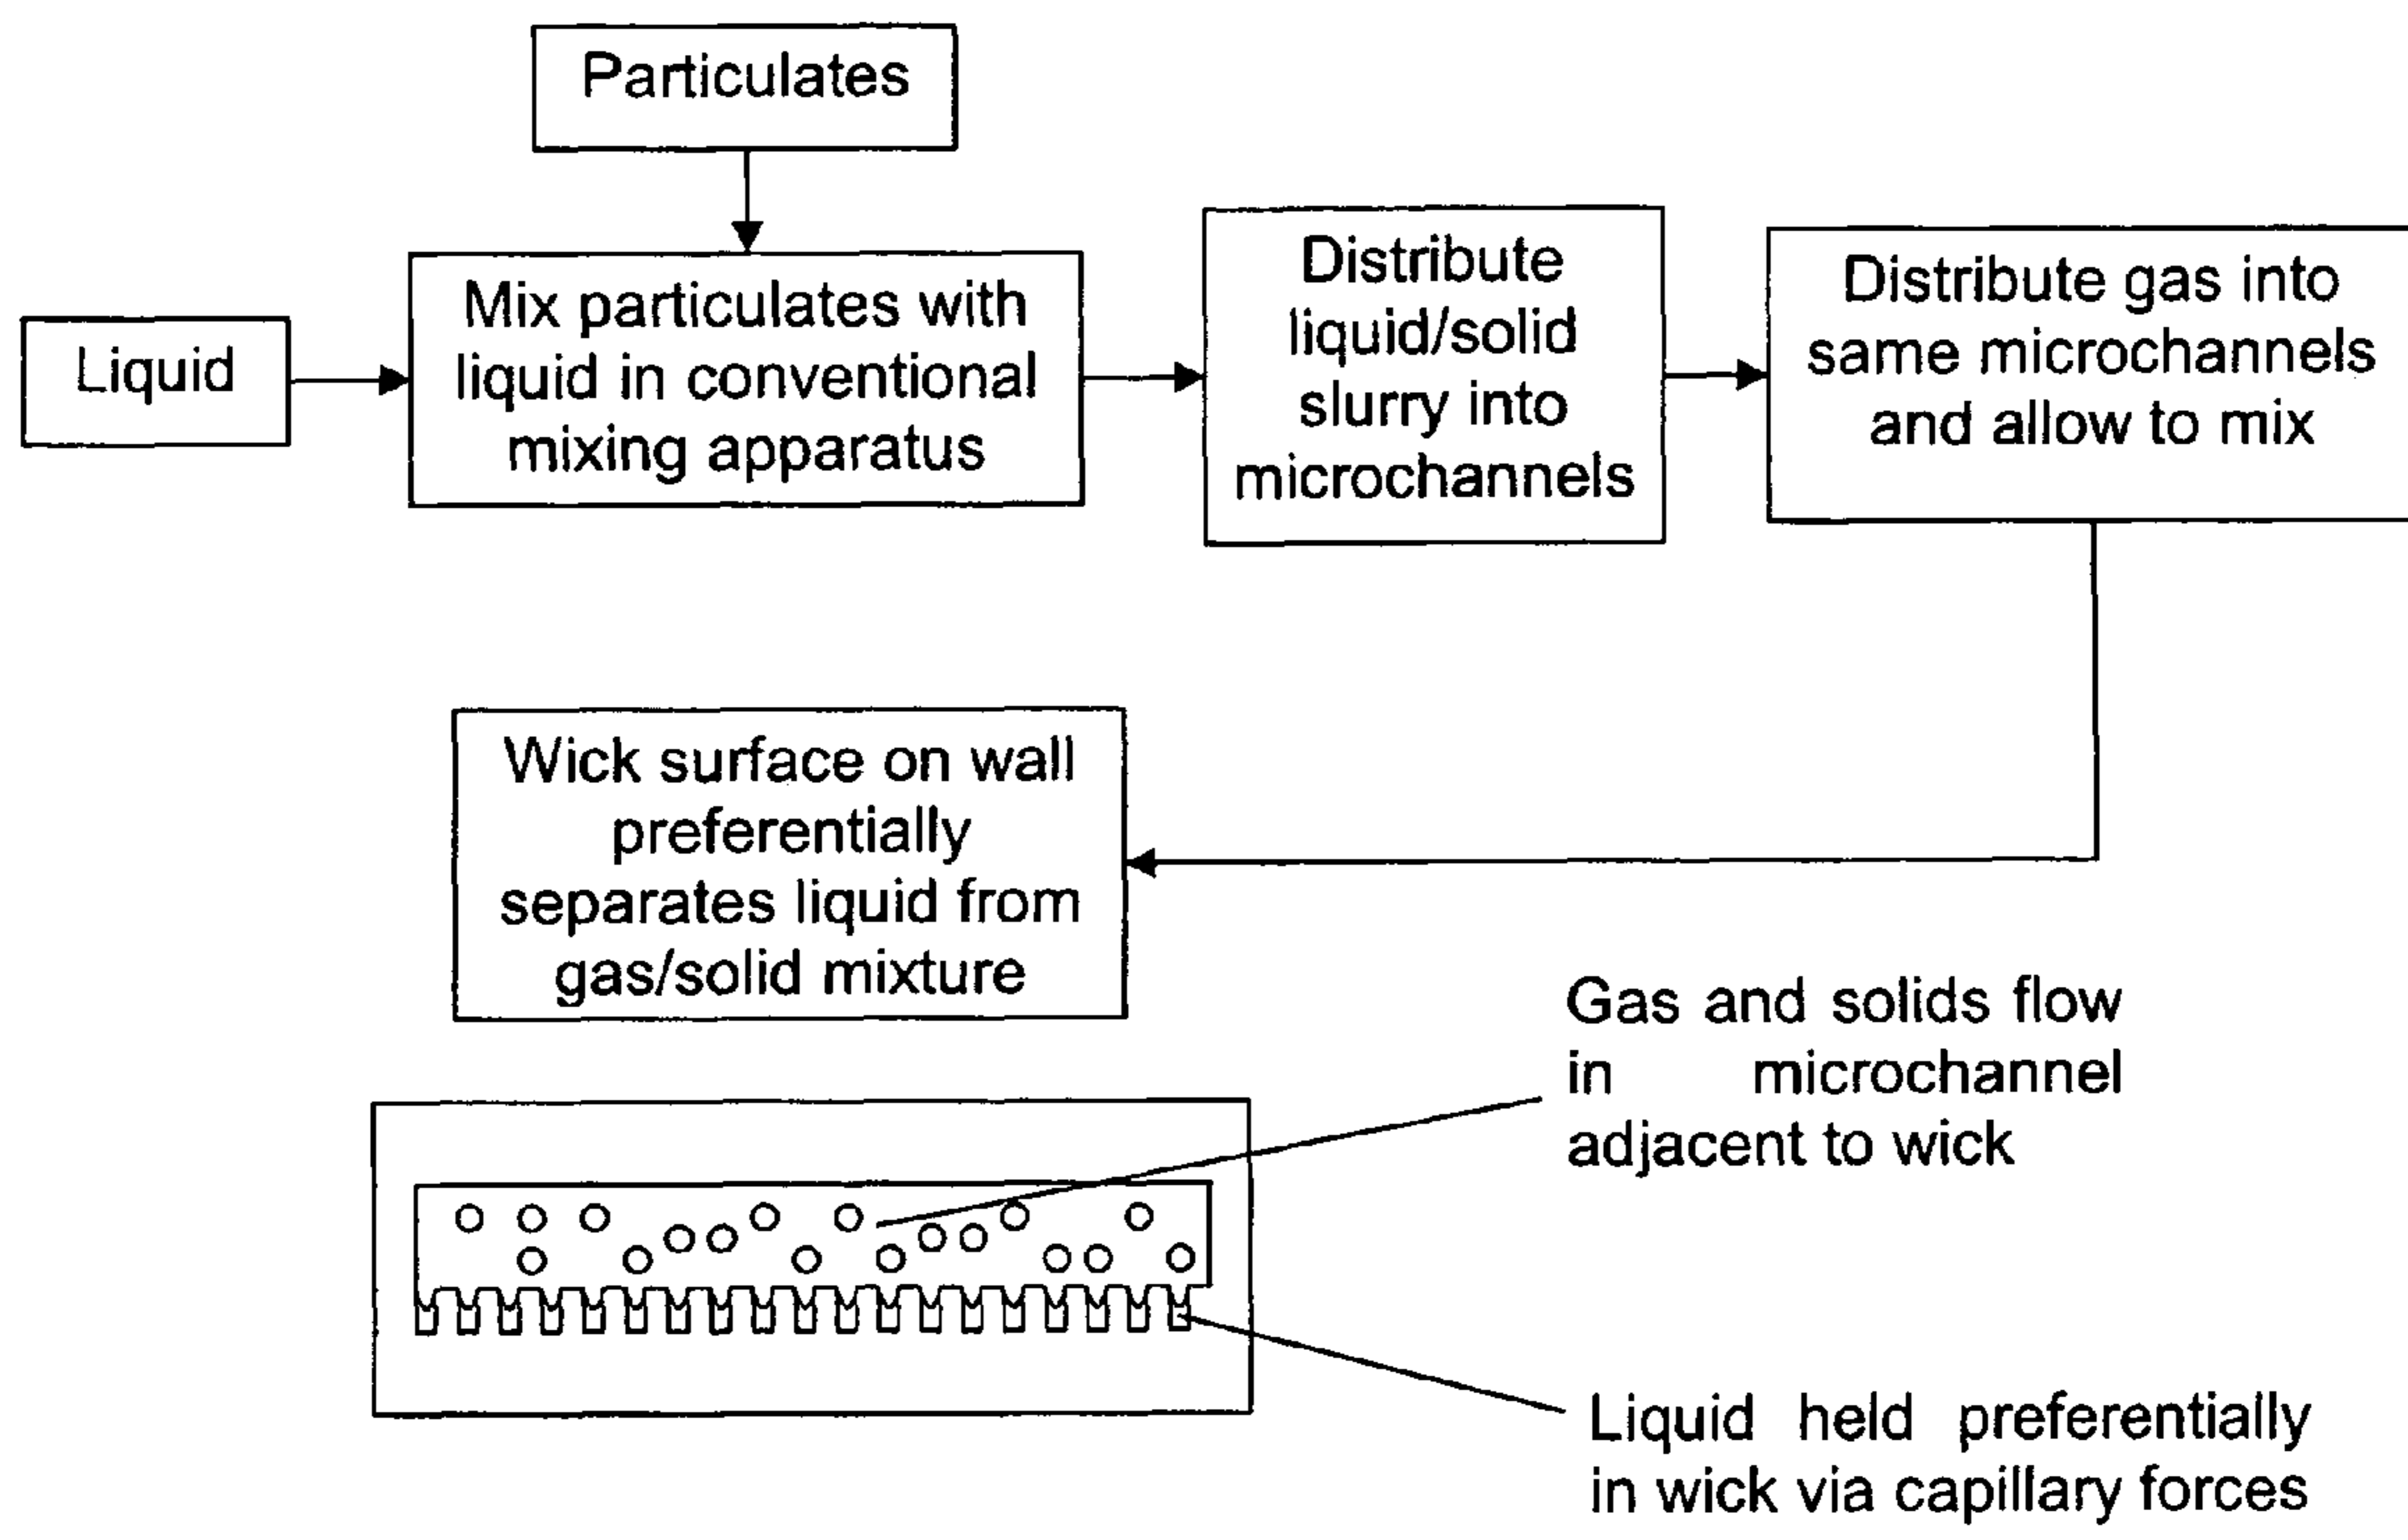 Particulates
Liquid
Mix particulates with
liquid in conventional
mixing apparatus
Distribute
liquid/solid
slurry into
microchannels
Distribute gas into
same microchannels
and allow to mix
Wick surface on wall
preferentially
separates liquid from
gas/solid mixture
Gas and solids flow
in microchannel
adjacent to wick
Liquid held preferentially
in wick via capillary forces